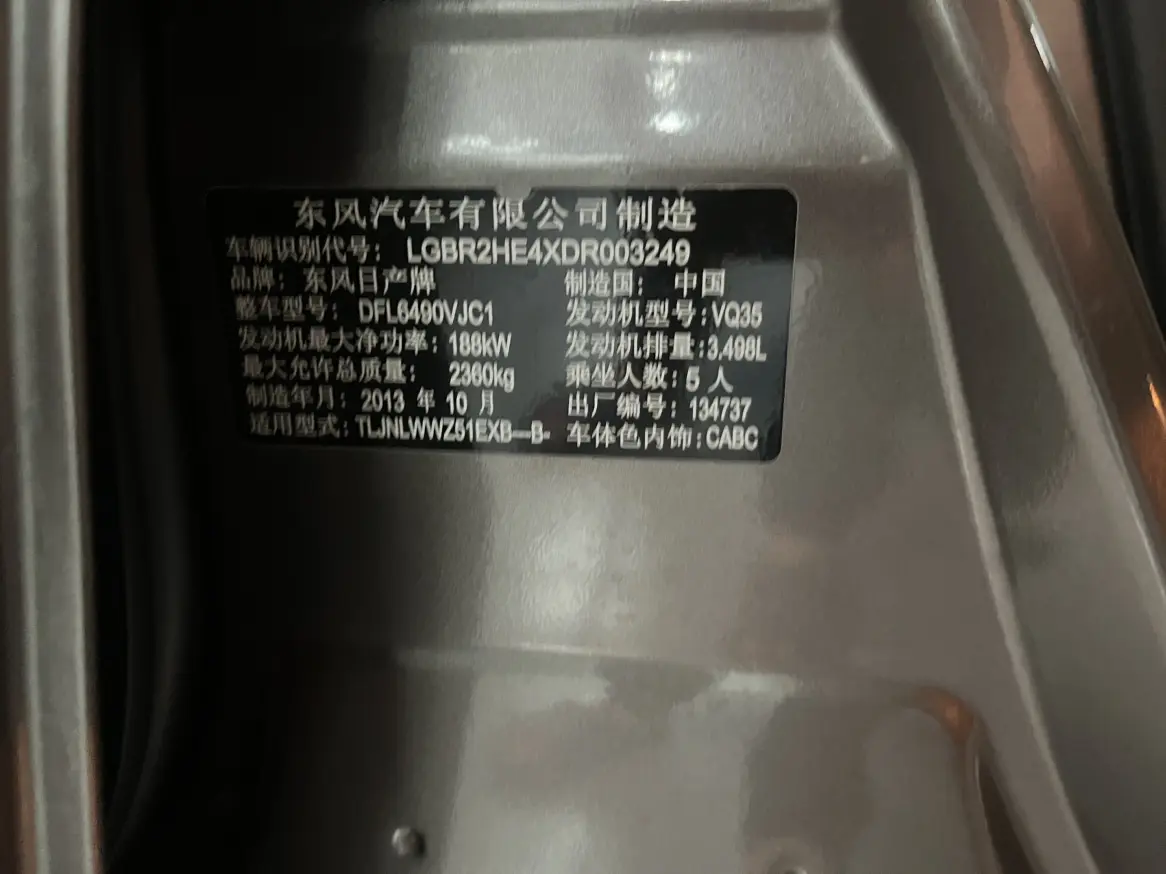 东风汽车有限公司制造
车辆识别代号: LGBR2HE4XDR003249
品牌: 东风日产牌 制造国: 中国
整车型号: DFL6490VJC1 发动机型号:VQ35
发动机最大净功率: 188kW 发动机排量:3.498L
最大允许总质量: 2360kg 乘坐人数:5 人
制造年月: 2013 年 10 月 出厂编号: 134737
适用型式:TLJNLWWZ51EXB---B- 车体色内饰:CABC